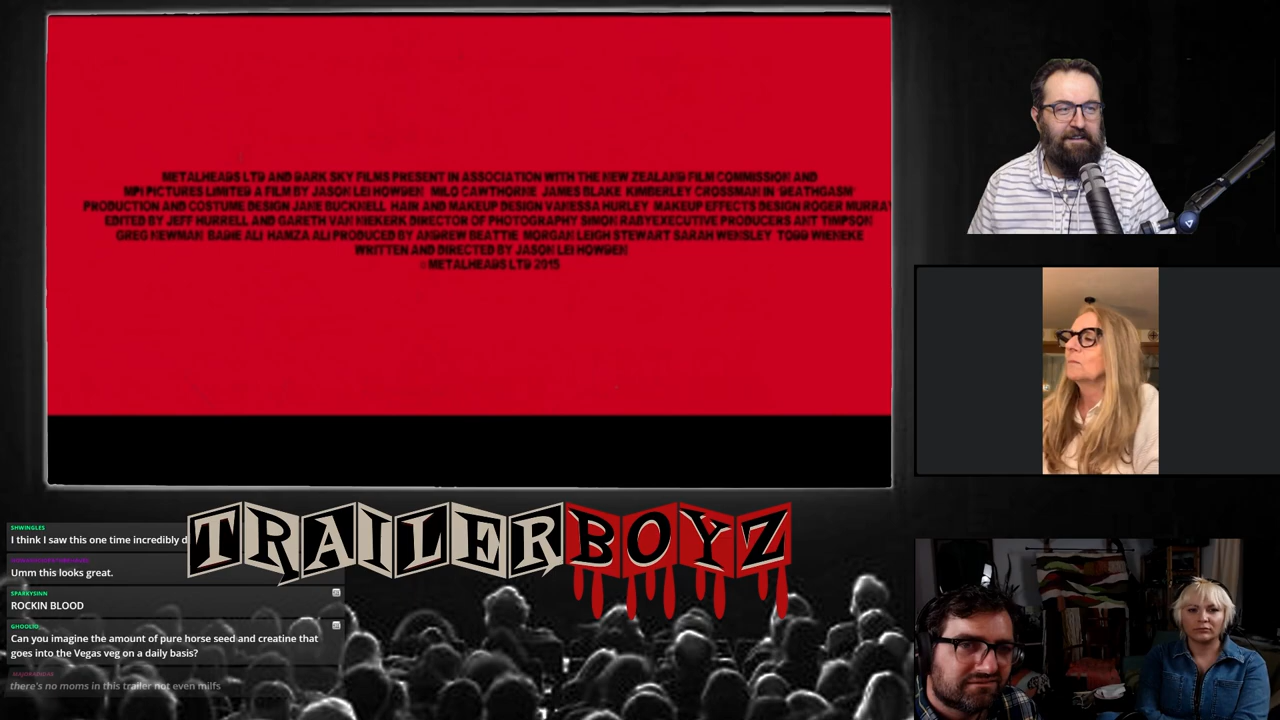 METALHEADS LTD AND DARK SKY FILMS PRESENT IN ASSOCIATION WITH THE NEW ZEALAND FILM COMMISSION AND
MPI PICTURES LIMITED A FILM BY JASON LEI HOWDEN MILO CAWTHORNE JAMES BLAKE KIMBERLEY CROSSMAN IN 'DEATHGASM'
PRODUCTION AND COSTUME DESIGN JANE BUCKNELL HAIR AND MAKEUP DESIGN VANESSA HURLEY MAKEUP EFFECTS DESIGN ROGER MURRAY
EDITED BY JEFF HURRELL AND GARETH VAN NIEKERK DIRECTOR OF PHOTOGRAPHY SIMON RABYEXECUTIVE PRODUCERS ANT TIMPSON
GREG NEWMAN BADIE ALI HAMZA ALI PRODUCED BY ANDREW BEATTIE MORGAN LEIGH STEWART SARAH WENSLEY TODD WIENEKE
WRITTEN AND DIRECTED BY JASON LEI HOWDEN
© METALHEADS LTD 2015
TRAILER BOYZ
SHWINGLES
I think I saw this one time incredibly d
Umm this looks great.
SPARKYSINN
ROCKIN BLOOD
GHOOLIO
Can you imagine the amount of pure horse seed and creatine that
goes into the Vegas veg on a daily basis?
there's no moms in this trailer not even milfs